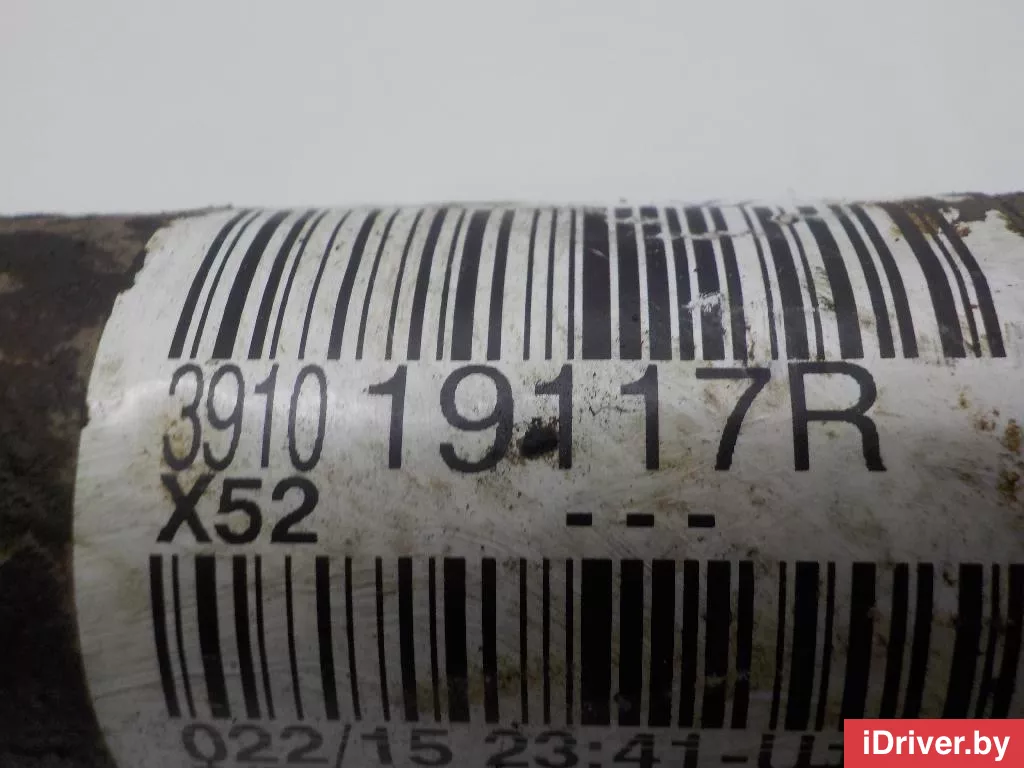 3910 19117R
X52 ---
022/15 23:41-U
iDriver.by